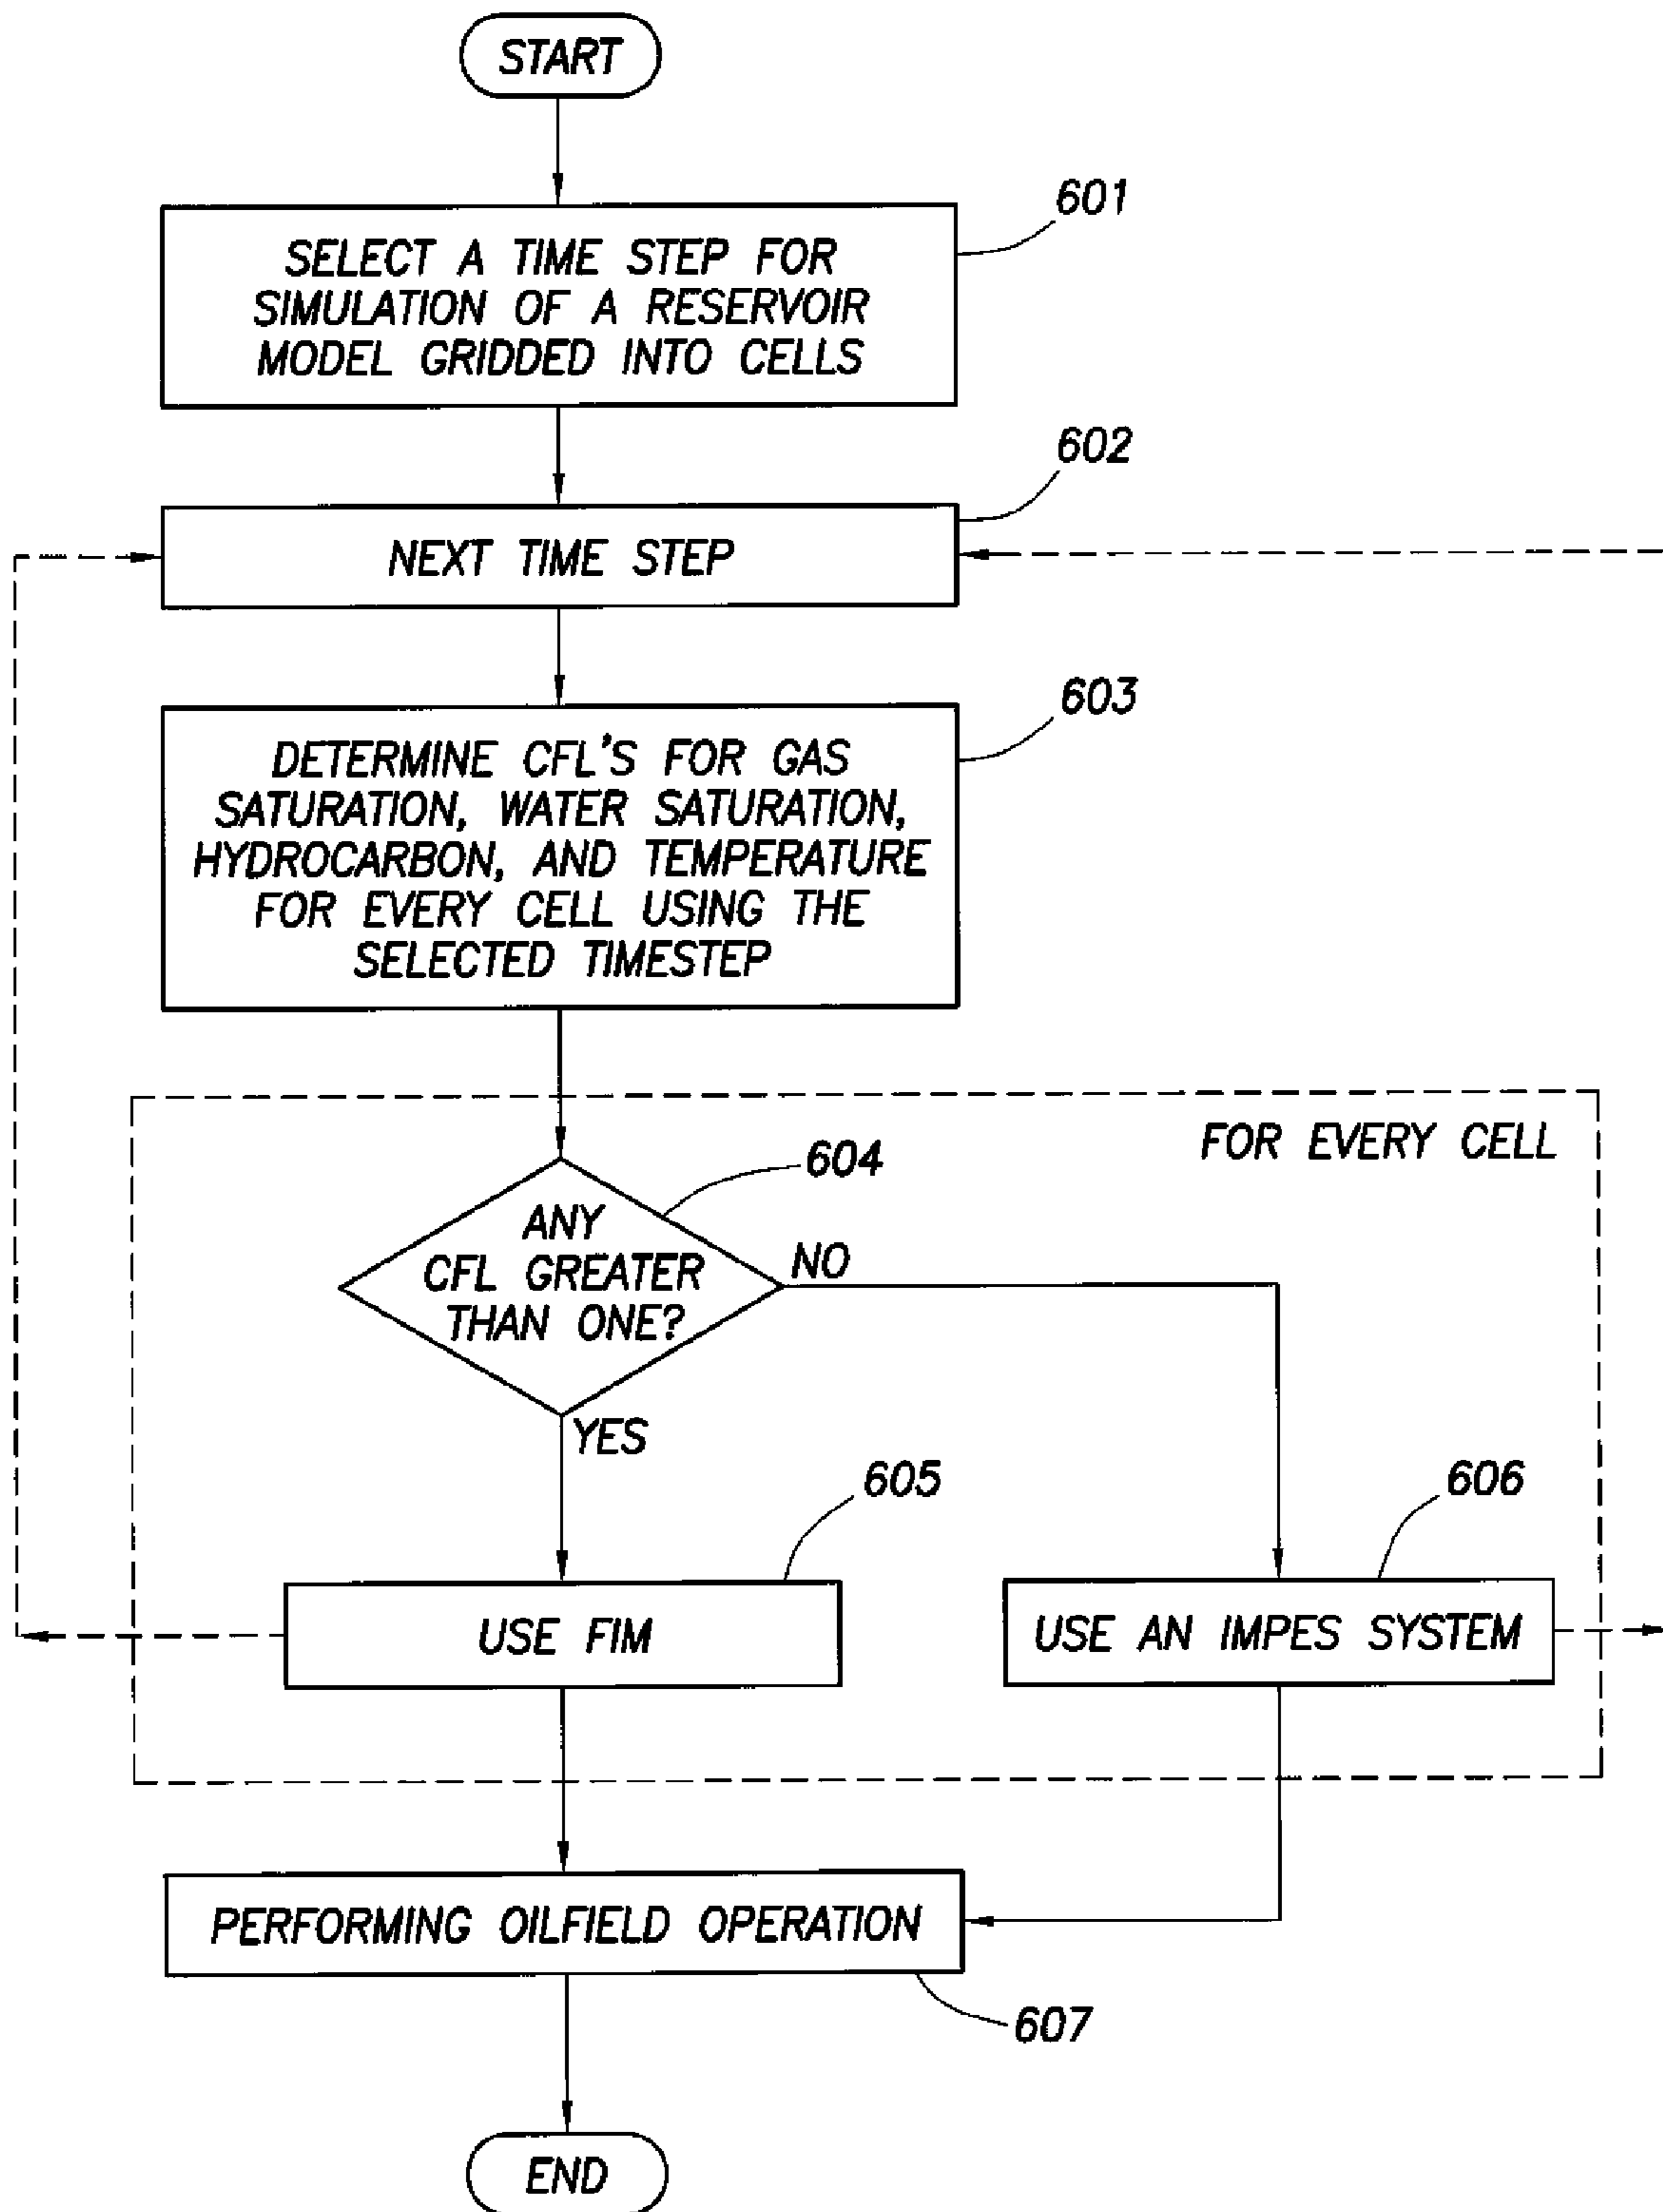 START
601
SELECT A TIME STEP FOR
SIMULATION OF A RESERVOIR
MODEL GRIDDED INTO CELLS
602
NEXT TIME STEP
603
DETERMINE CFL'S FOR GAS
SATURATION, WATER SATURATION,
HYDROCARBON, AND TEMPERATURE
FOR EVERY CELL USING THE
SELECTED TIMESTEP
FOR EVERY CELL
604
ANY
CFL GREATER
THAN ONE?
NO
YES
605
606
USE FIM
USE AN IMPES SYSTEM
PERFORMING OILFIELD OPERATION
607
END